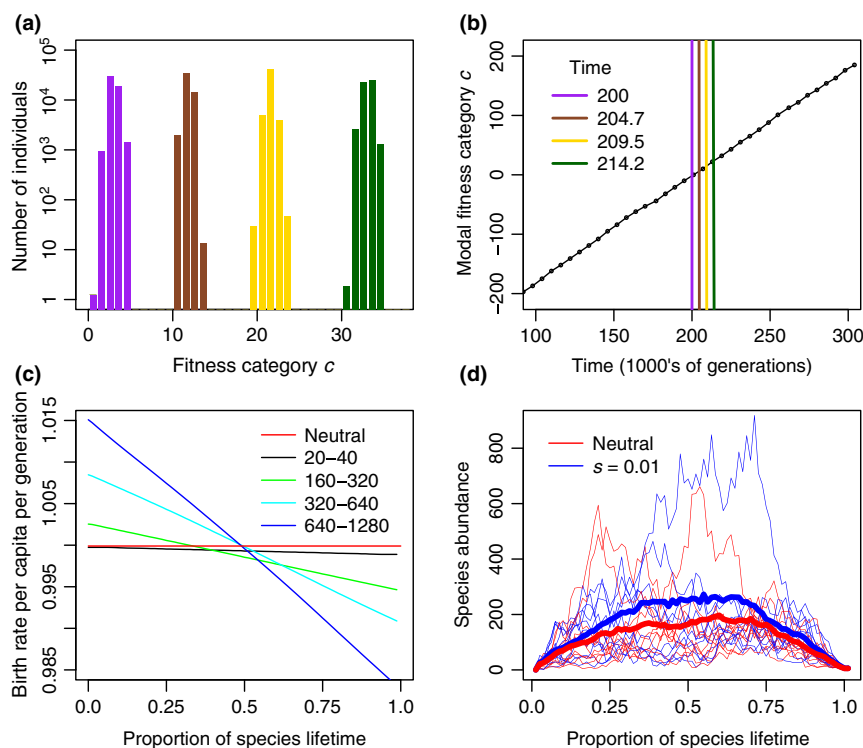 (a)
Number of individuals
10^5
10^4
10^3
10^2
10
1
0
10
20
30
Fitness category c
(b)
Modal fitness category c
200
100
0
−100
−200
Time
200
204.7
209.5
214.2
100
150
200
250
300
Time (1000's of generations)
(c)
Birth rate per capita per generation
1.015
1.005
0.995
0.985
Neutral
20−40
160−320
320−640
640−1280
0.0
0.25
0.5
0.75
1.0
Proportion of species lifetime
(d)
Species abundance
800
600
400
200
0
Neutral
s = 0.01
0.0
0.25
0.5
0.75
1.0
Proportion of species lifetime